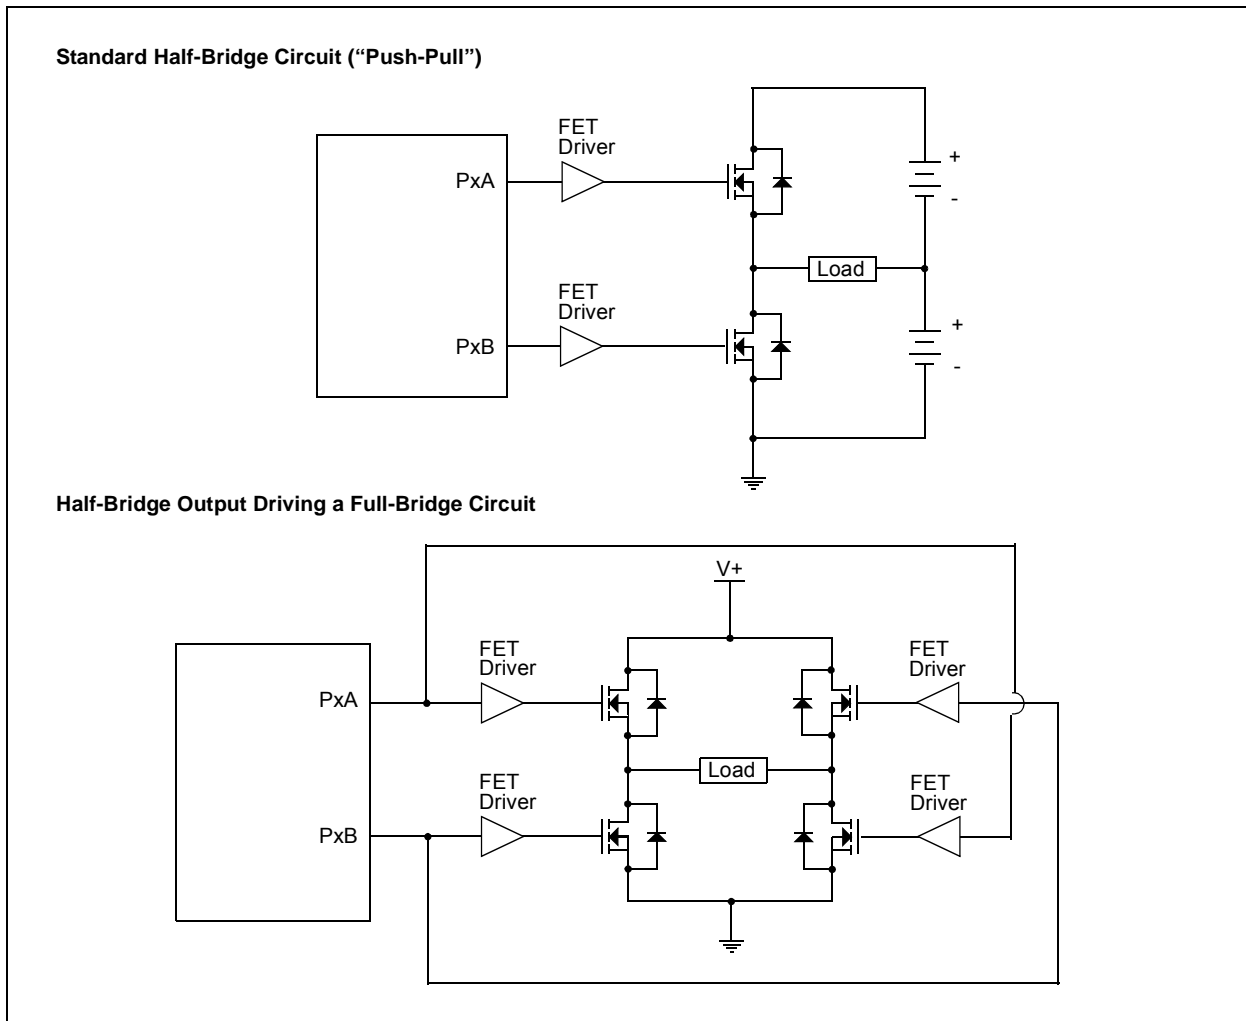 Standard Half-Bridge Circuit (“Push-Pull”)
FET
Driver
PxA
+
-
Load
FET
Driver
PxB
+
-
Half-Bridge Output Driving a Full-Bridge Circuit
V+
FET
Driver
FET
Driver
PxA
Load
FET
Driver
FET
Driver
PxB